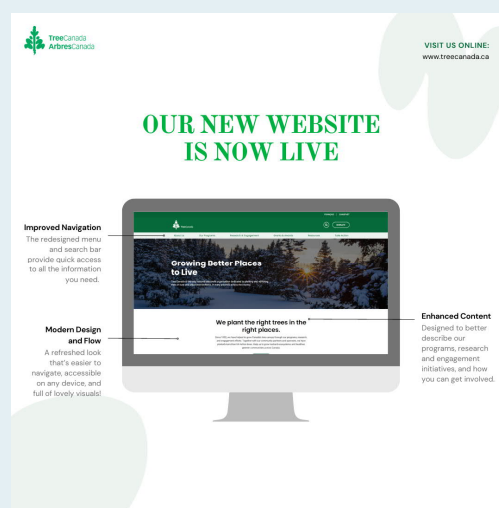 TreeCanada
ArbresCanada
VISIT US ONLINE:
www.treecanada.ca
OUR NEW WEBSITE
IS NOW LIVE
Improved Navigation
The redesigned menu
and search bar
provide quick access
to all the information
you need.
Modern Design
and Flow
A refreshed look
that's easier to
navigate, accessible
on any device, and
full of lovely visuals!
Growing Better Places
to Live
We plant the right trees in the
right places.
Enhanced Content
Designed to better
describe our
programs, research
and engagement
initiatives, and how
you can get involved.